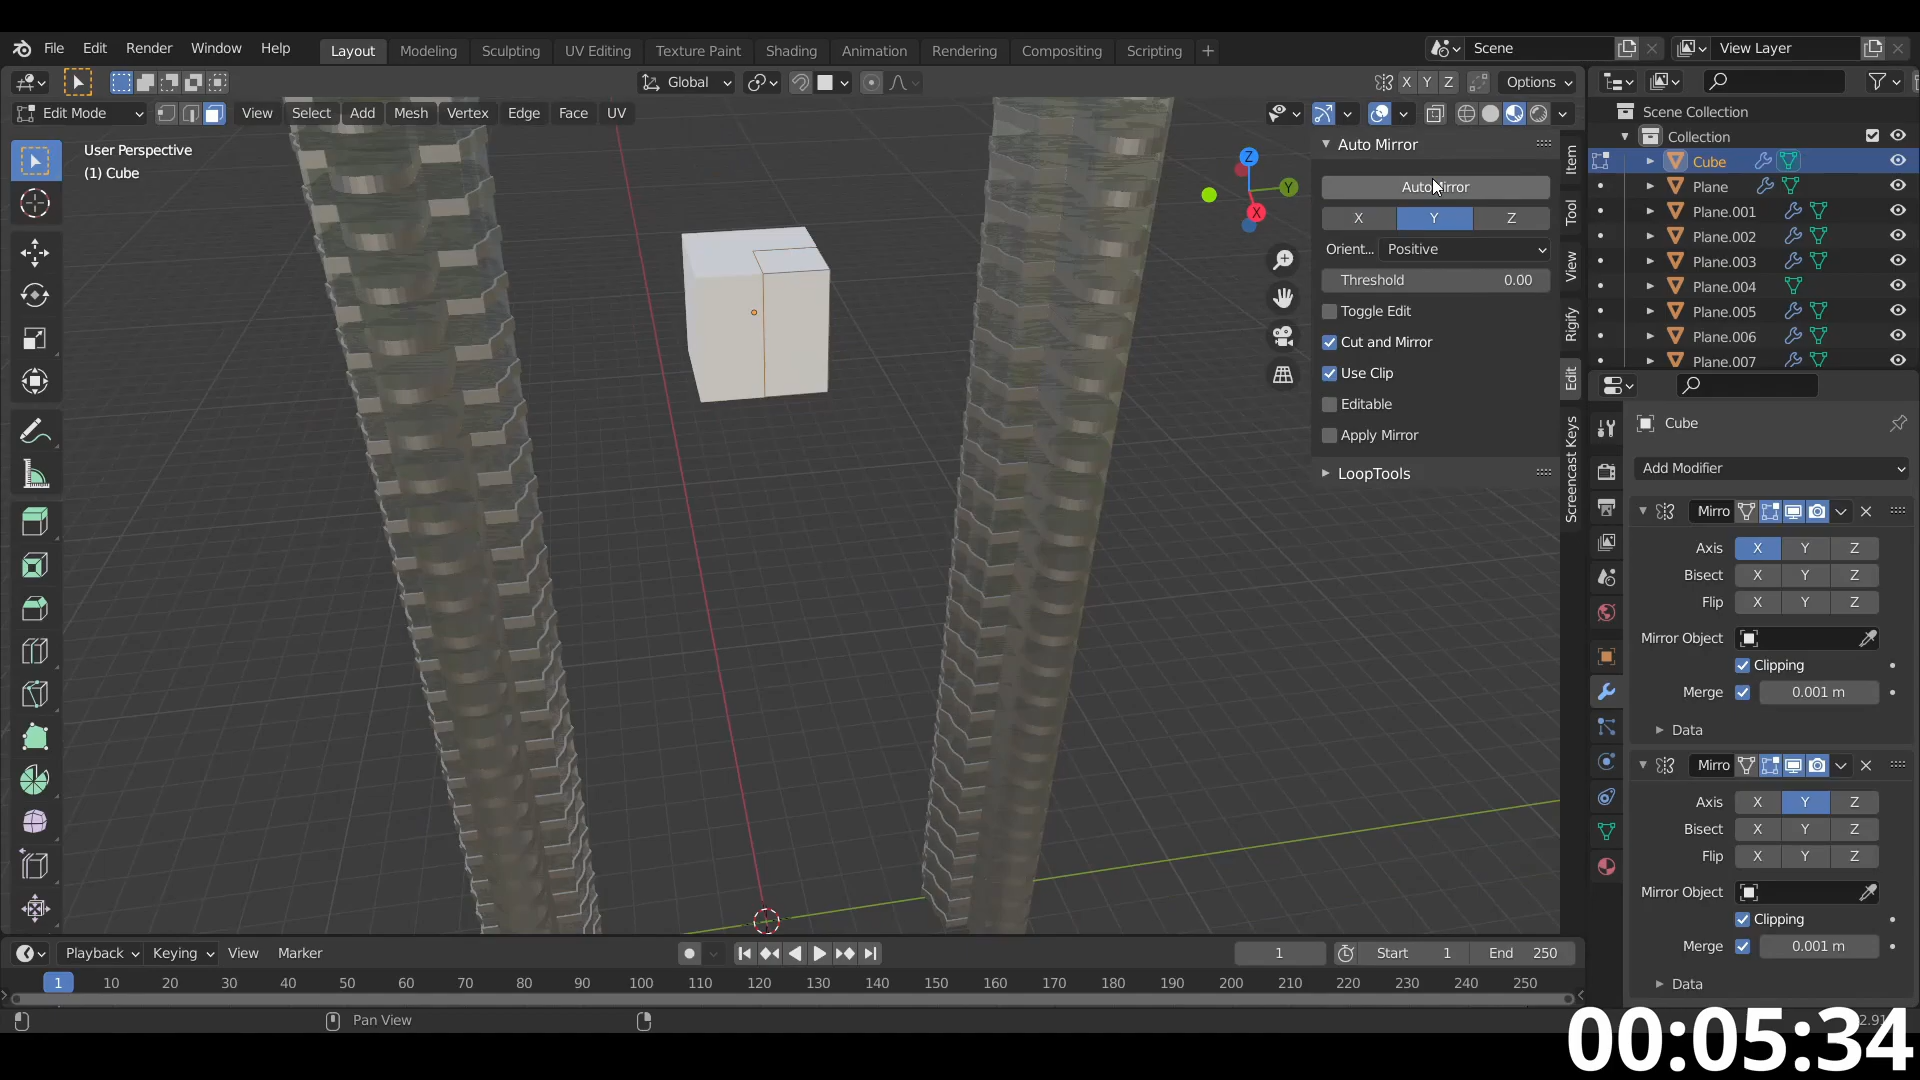 File Edit Render Window Help
Layout Modeling Sculpting UV Editing Texture Paint Shading Animation Rendering Compositing Scripting +
Scene
View Layer
Global
X Y Z
Options
Edit Mode
View Select Add Mesh Vertex Edge Face UV
User Perspective
(1) Cube
Z
Y
X
Auto Mirror
X Y Z
Orient... Positive
Threshold 0.00
Toggle Edit
Cut and Mirror
Use Clip
Editable
Apply Mirror
LoopTools
Item
Tool
View
Rigify
Edit
Screencast Keys
Scene Collection
Collection
Cube
Plane
Plane.001
Plane.002
Plane.003
Plane.004
Plane.005
Plane.006
Plane.007
Cube
Add Modifier
Mirro
Axis X Y Z
Bisect X Y Z
Flip X Y Z
Mirror Object
Clipping
Merge 0.001 m
Data
Mirro
Axis X Y Z
Bisect X Y Z
Flip X Y Z
Mirror Object
Clipping
Merge 0.001 m
Data
Playback Keying View Marker
1
Start 1
End 250
1 10 20 30 40 50 60 70 80 90 100 110 120 130 140 150 160 170 180 190 200 210 220 230 240 250
Pan View
00:05:34